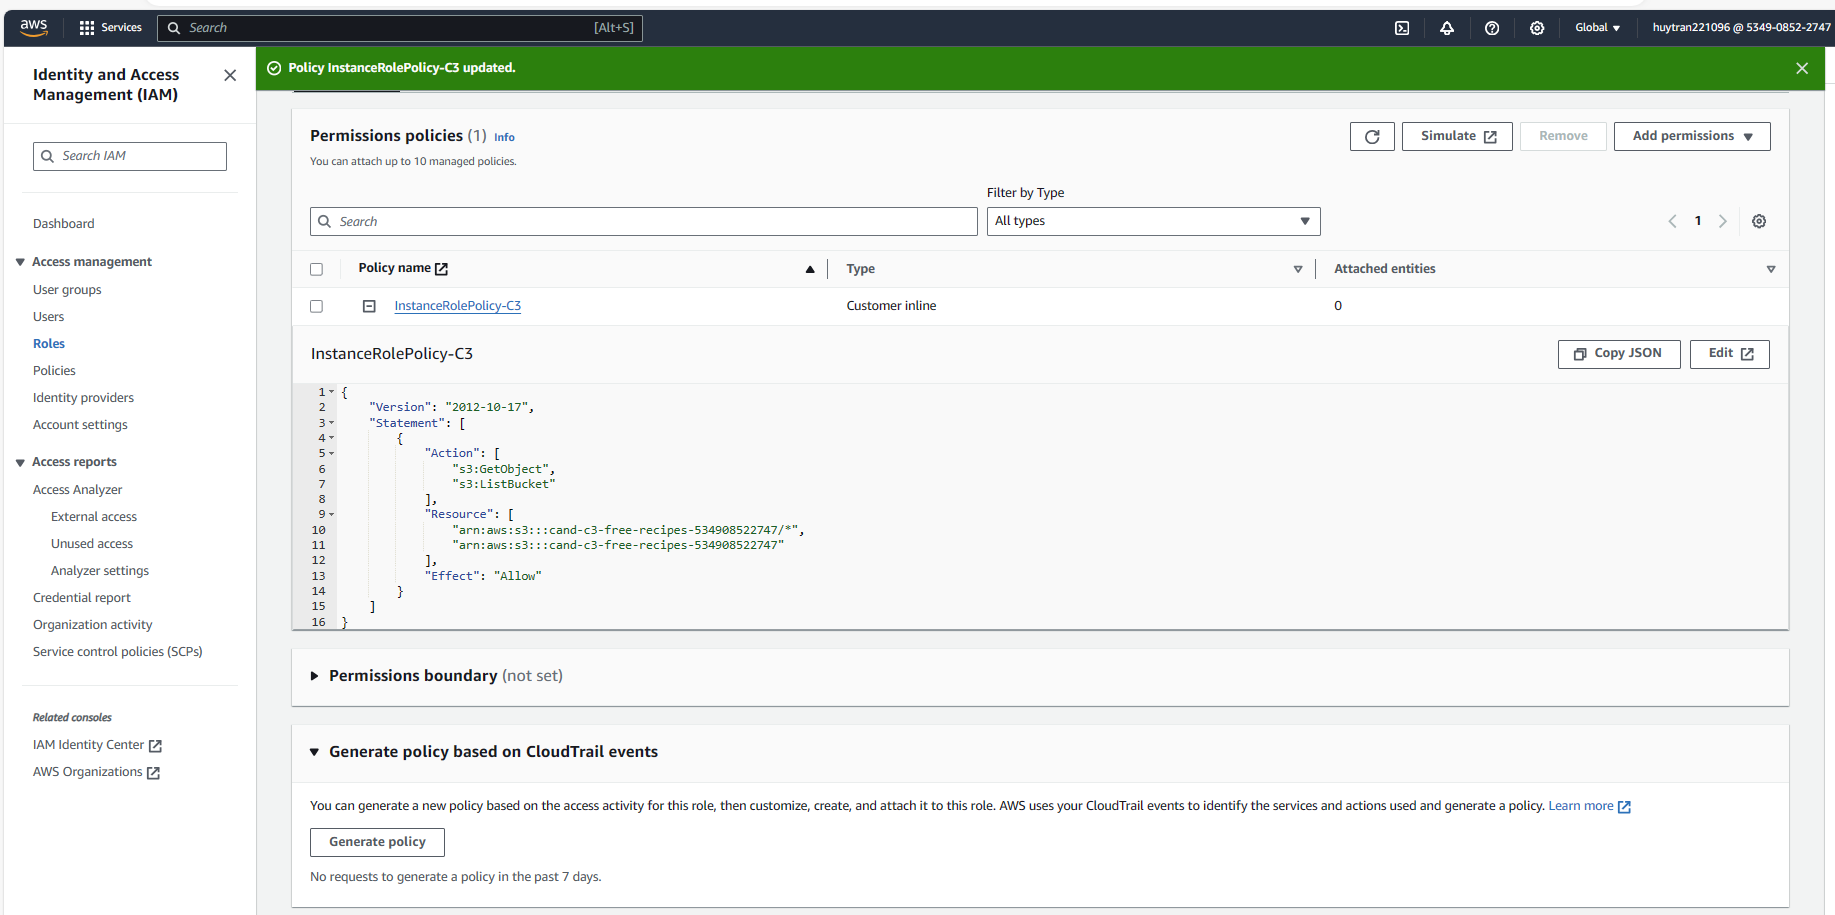 aws
Services
Search
[Alt+S]
Global
huytran221096 @ 5349-0852-2747
Identity and Access
Management (IAM)
Search IAM
Dashboard
Access management
User groups
Users
Roles
Policies
Identity providers
Account settings
Access reports
Access Analyzer
External access
Unused access
Analyzer settings
Credential report
Organization activity
Service control policies (SCPs)
Related consoles
IAM Identity Center
AWS Organizations
Policy InstanceRolePolicy-C3 updated.
Permissions policies (1) Info
You can attach up to 10 managed policies.
Simulate
Remove
Add permissions
Filter by Type
Search
All types
1
Policy name
Type
Attached entities
InstanceRolePolicy-C3
Customer inline
0
InstanceRolePolicy-C3
Copy JSON
Edit
1 {
2 "Version": "2012-10-17",
3 "Statement": [
4 {
5 "Action": [
6 "s3:GetObject",
7 "s3:ListBucket"
8 ],
9 "Resource": [
10 "arn:aws:s3:::cand-c3-free-recipes-534908522747/*",
11 "arn:aws:s3:::cand-c3-free-recipes-534908522747"
12 ],
13 "Effect": "Allow"
14 }
15 ]
16 }
Permissions boundary (not set)
Generate policy based on CloudTrail events
You can generate a new policy based on the access activity for this role, then customize, create, and attach it to this role. AWS uses your CloudTrail events to identify the services and actions used and generate a policy. Learn more
Generate policy
No requests to generate a policy in the past 7 days.